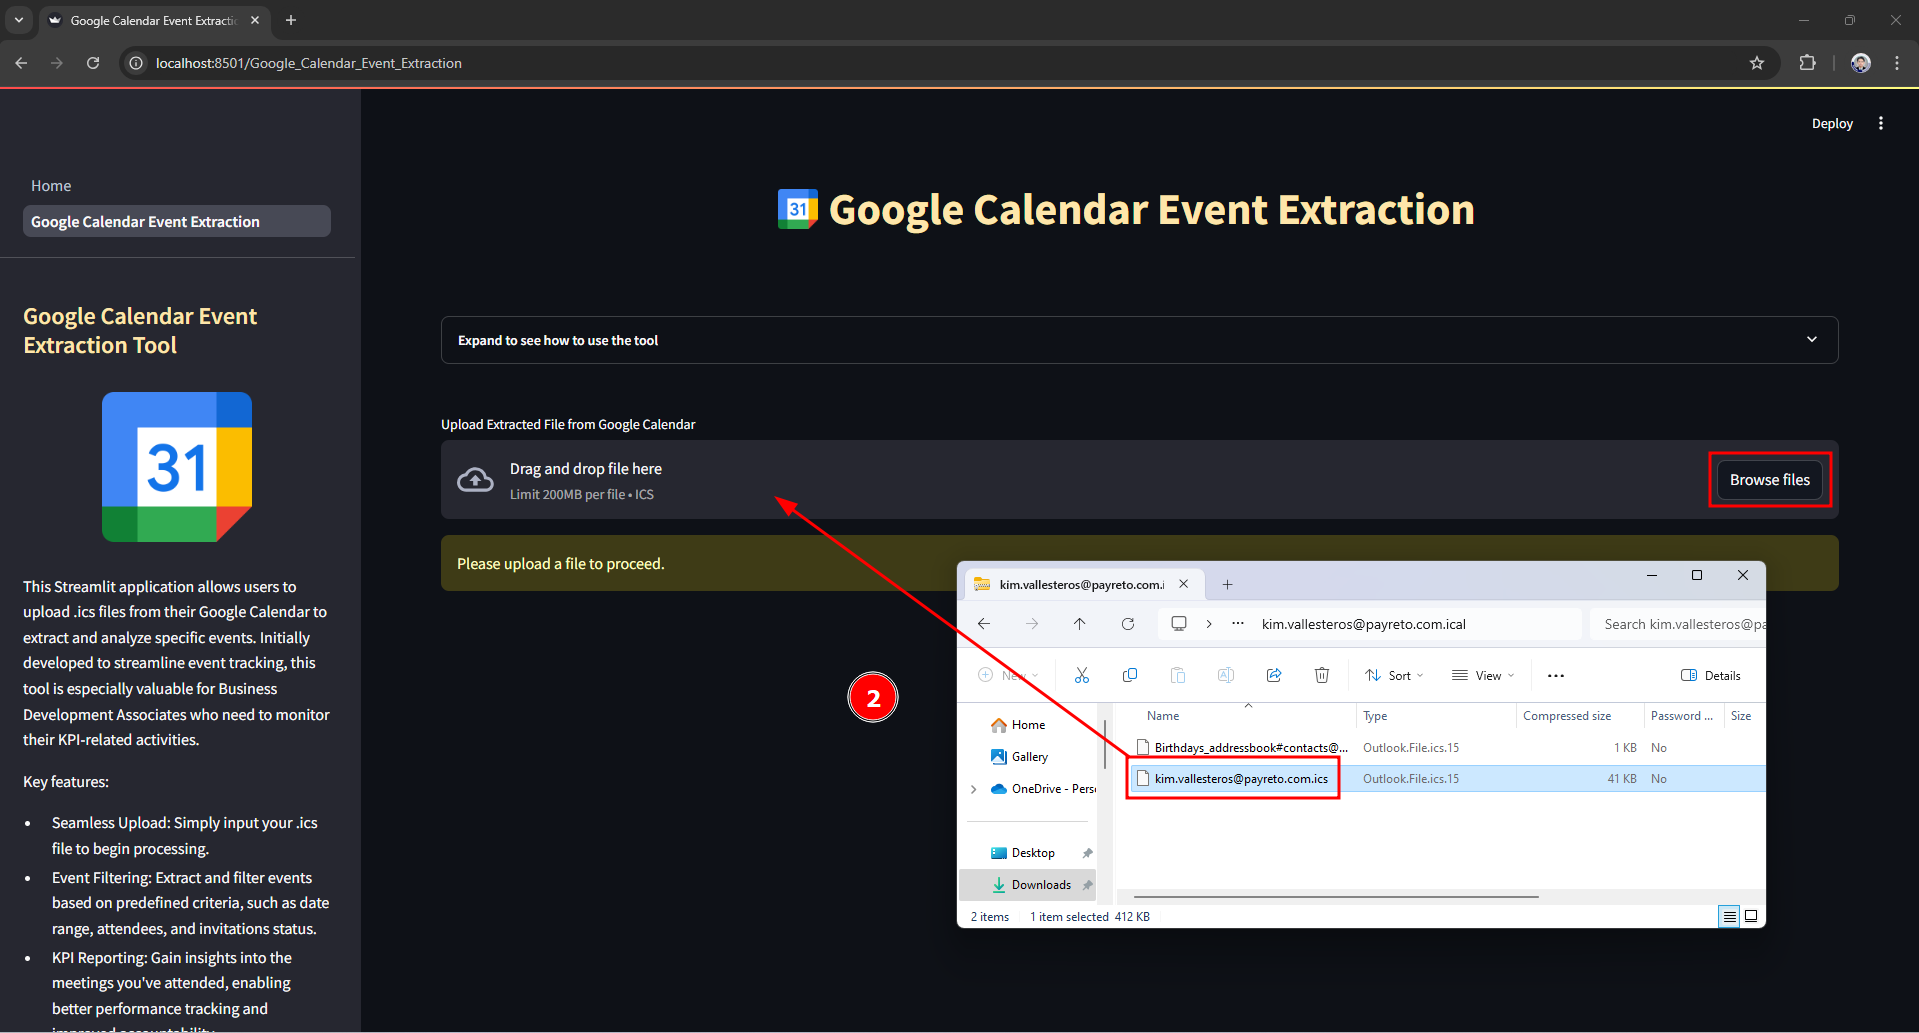 Google Calendar Event Extractio
localhost:8501/Google_Calendar_Event_Extraction
Deploy
Home
Google Calendar Event Extraction
Google Calendar Event
Extraction Tool
31
This Streamlit application allows users to
upload .ics files from their Google Calendar to
extract and analyze specific events. Initially
developed to streamline event tracking, this
tool is especially valuable for Business
Development Associates who need to monitor
their KPI-related activities.
Key features:
• Seamless Upload: Simply input your .ics
file to begin processing.
• Event Filtering: Extract and filter events
based on predefined criteria, such as date
range, attendees, and invitations status.
• KPI Reporting: Gain insights into the
meetings you've attended, enabling
better performance tracking and
improved accountability.
31 Google Calendar Event Extraction
Expand to see how to use the tool
Upload Extracted File from Google Calendar
Drag and drop file here
Limit 200MB per file • ICS
Browse files
Please upload a file to proceed.
2
kim.vallesteros@payreto.com.i
kim.vallesteros@payreto.com.ical
Search kim.vallesteros@pa
New
Sort
View
Details
Home
Gallery
OneDrive - Pers
Desktop
Downloads
Name Type Compressed size Password ... Size
Birthdays_addressbook#contacts@... Outlook.File.ics.15 1 KB No
kim.vallesteros@payreto.com.ics Outlook.File.ics.15 41 KB No
2 items 1 item selected 412 KB